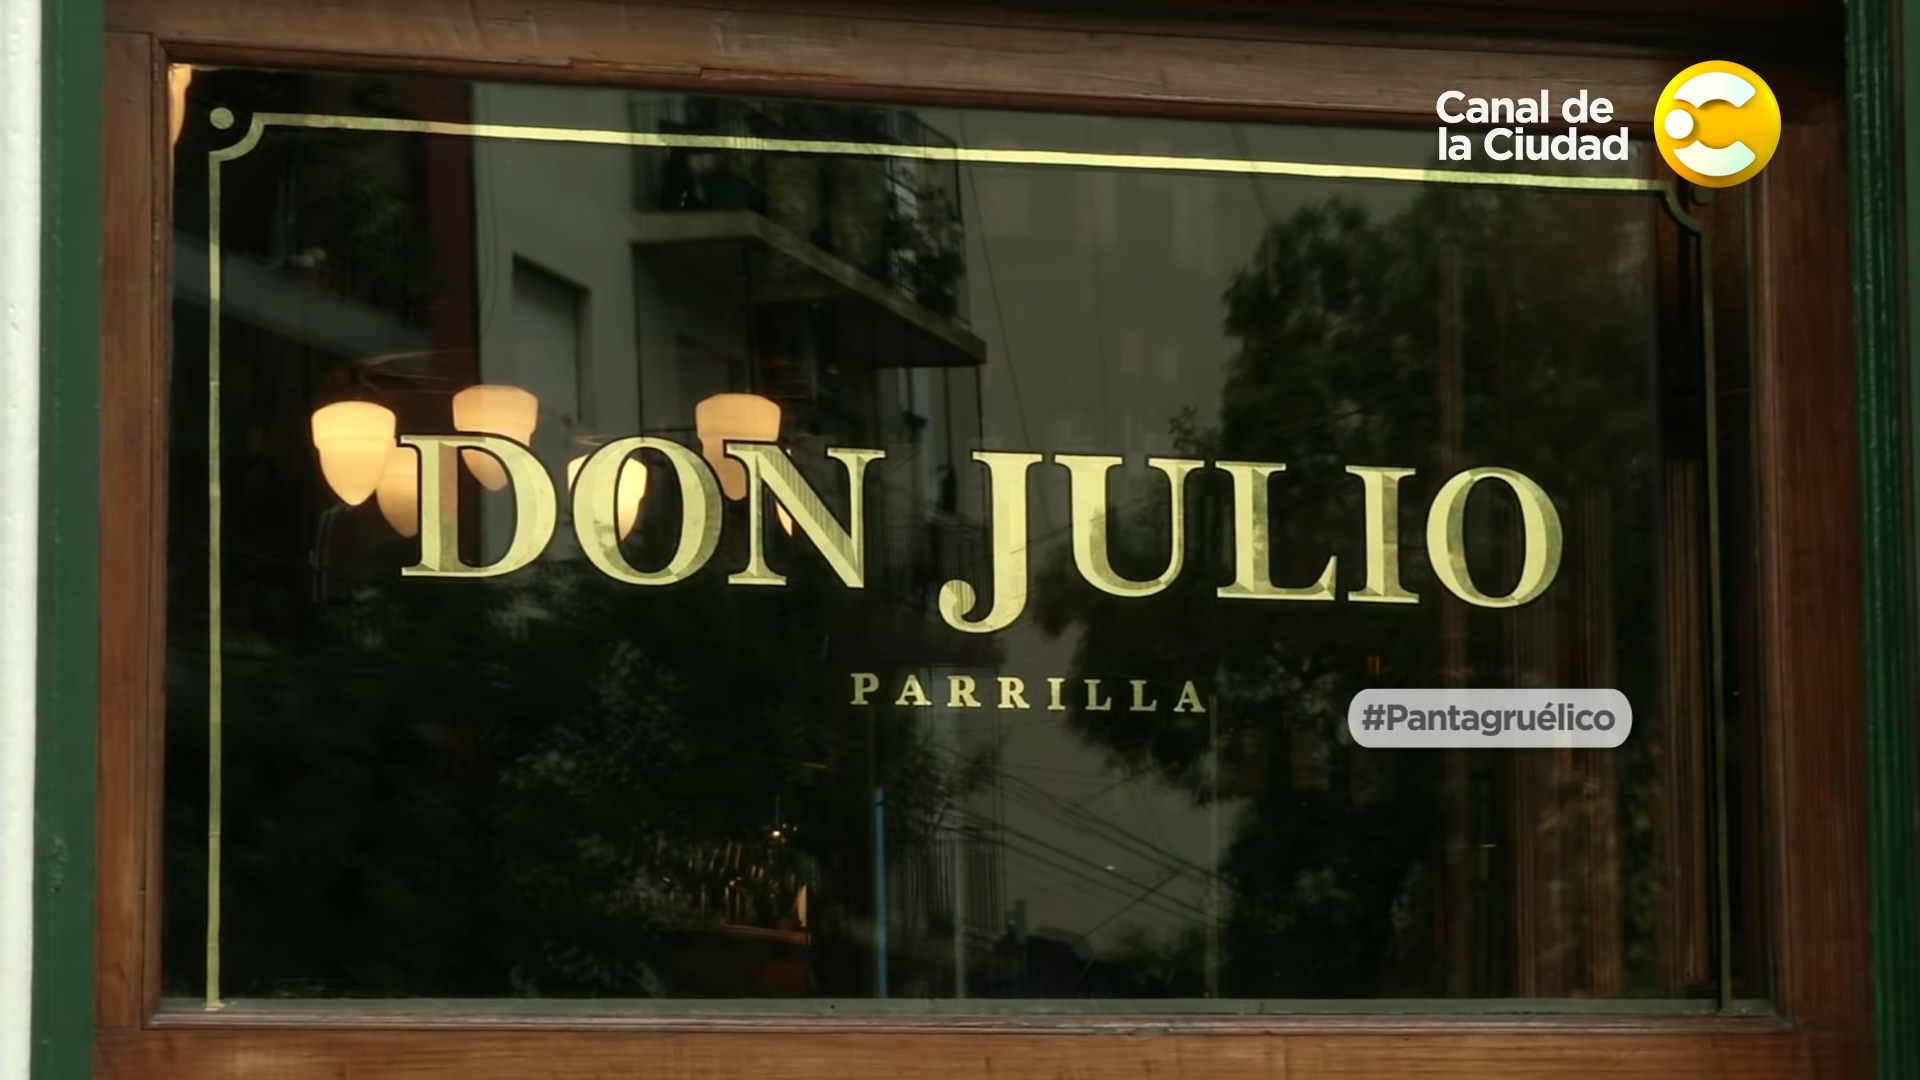 Canal de
la Ciudad
DON JULIO
PARRILLA
#Pantagruélico